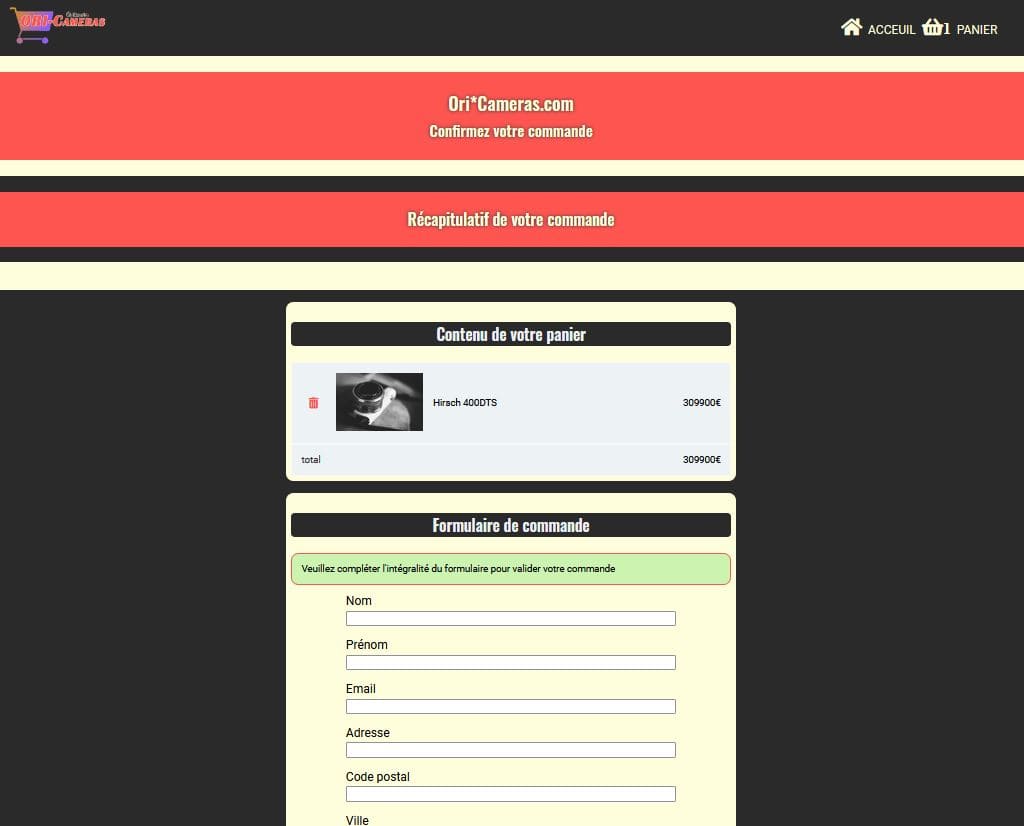 ORI-CAMERAS
ACCEUIL 1 PANIER
Ori*Cameras.com
Confirmez votre commande
Récapitulatif de votre commande
Contenu de votre panier
Hirsch 400DTS 309900€
total 309900€
Formulaire de commande
Veuillez compléter l'intégralité du formulaire pour valider votre commande
Nom
Prénom
Email
Adresse
Code postal
Ville